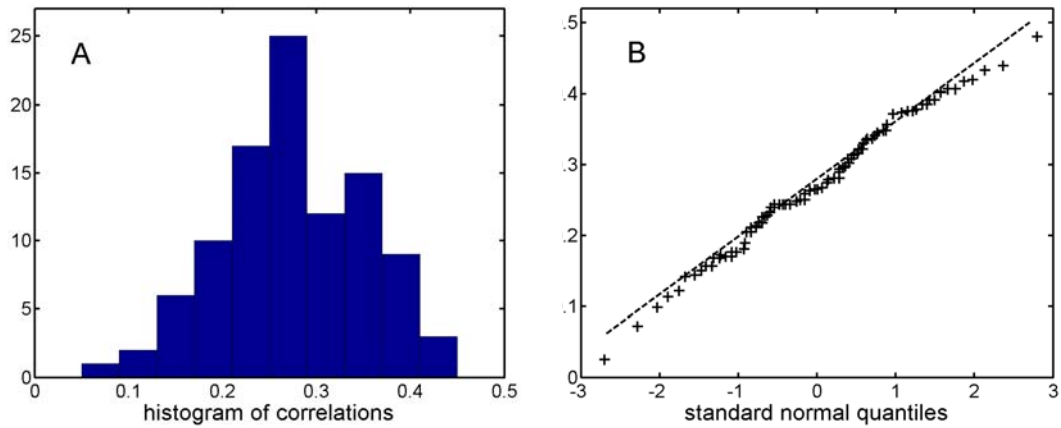 A
25
20
15
10
5
0
0 0.1 0.2 0.3 0.4 0.5
histogram of correlations
B
.5
.4
.3
.2
.1
0
-3 -2 -1 0 1 2 3
standard normal quantiles